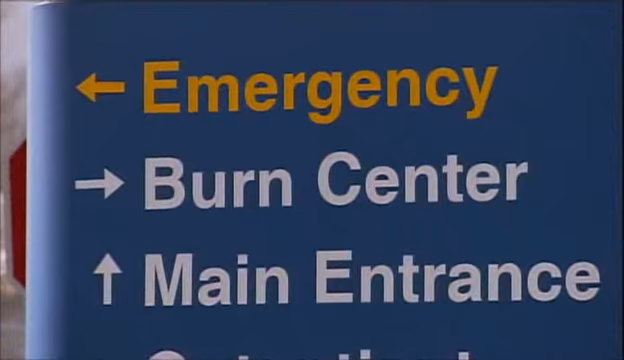 ← Emergency
→ Burn Center
↑ Main Entrance